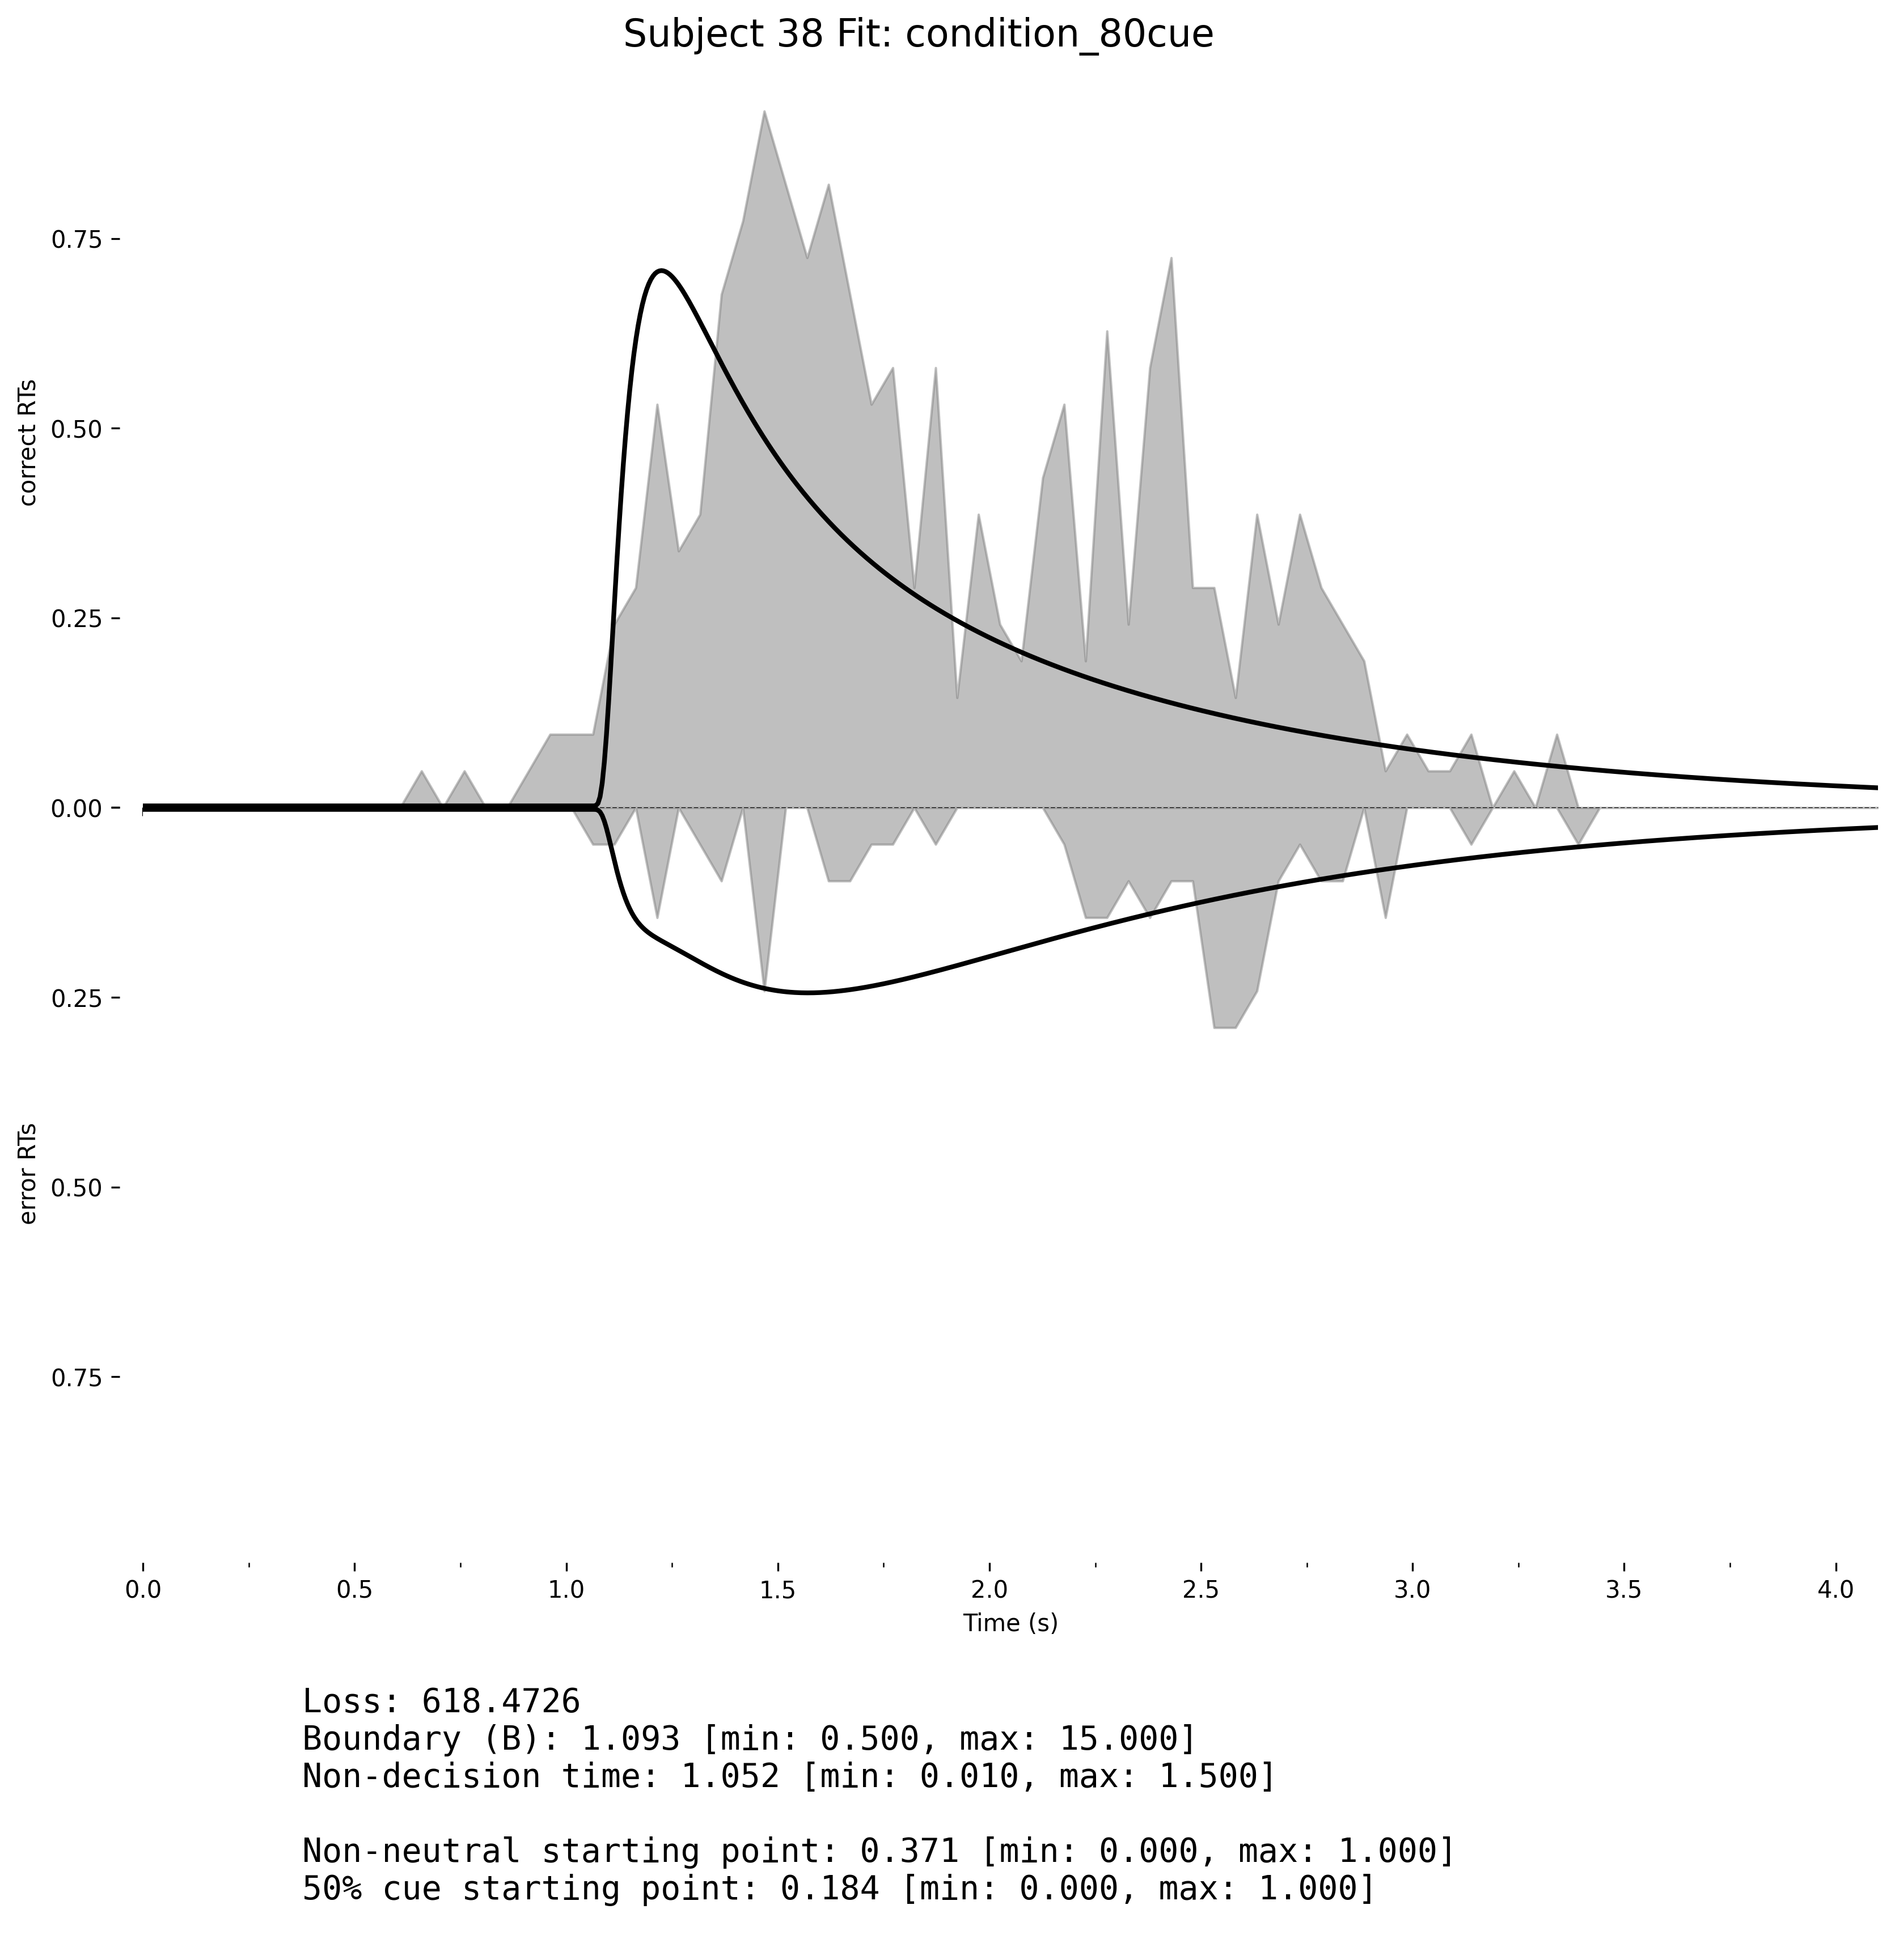 Subject 38 Fit: condition_80cue
correct RTs
0.75
0.50
0.25
0.00
0.25
0.50
0.75
error RTs
0.0 0.5 1.0 1.5 2.0 2.5 3.0 3.5 4.0
Time (s)
Loss: 618.4726
Boundary (B): 1.093 [min: 0.500, max: 15.000]
Non-decision time: 1.052 [min: 0.010, max: 1.500]
Non-neutral starting point: 0.371 [min: 0.000, max: 1.000]
50% cue starting point: 0.184 [min: 0.000, max: 1.000]